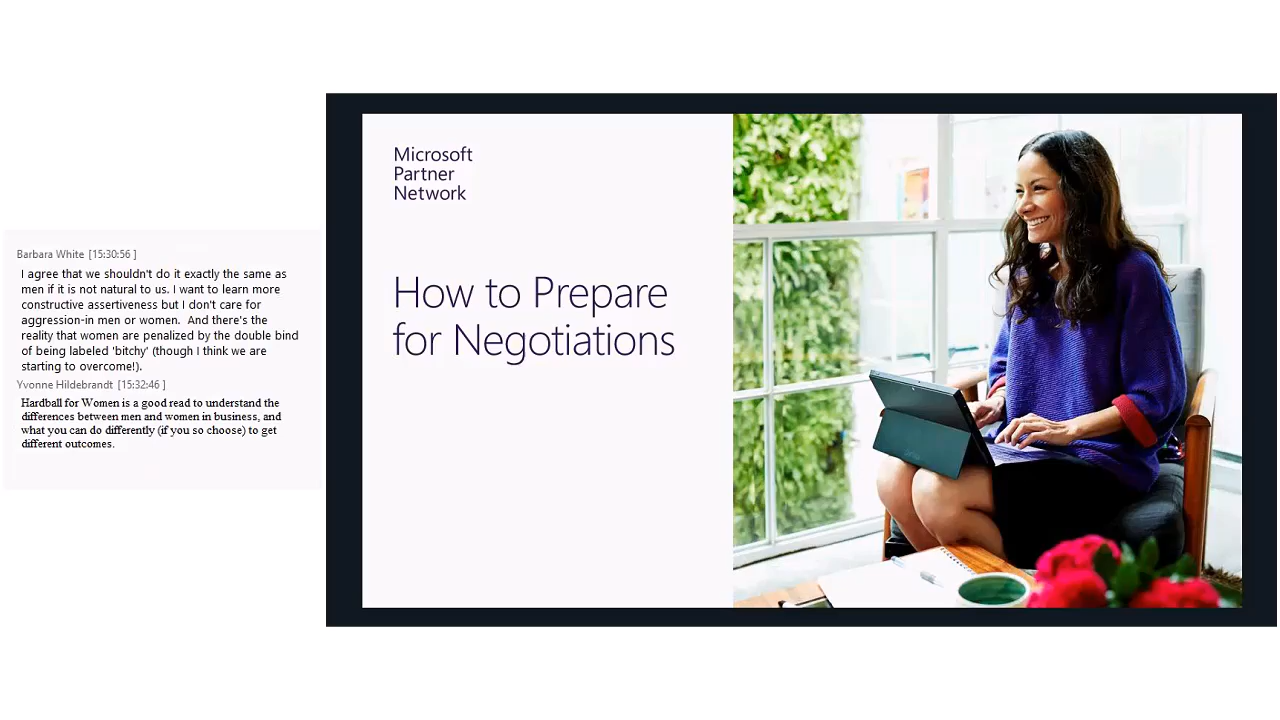 Barbara White [15:30:56 ]
I agree that we shouldn't do it exactly the same as
men if it is not natural to us. I want to learn more
constructive assertiveness but I don't care for
aggression-in men or women.  And there's the
reality that women are penalized by the double bind
of being labeled 'bitchy' (though I think we are
starting to overcome!).
Yvonne Hildebrandt [15:32:46 ]
Hardball for Women is a good read to understand the
differences between men and women in business, and
what you can do differently (if you so choose) to get
different outcomes.
Microsoft
Partner
Network
How to Prepare
for Negotiations